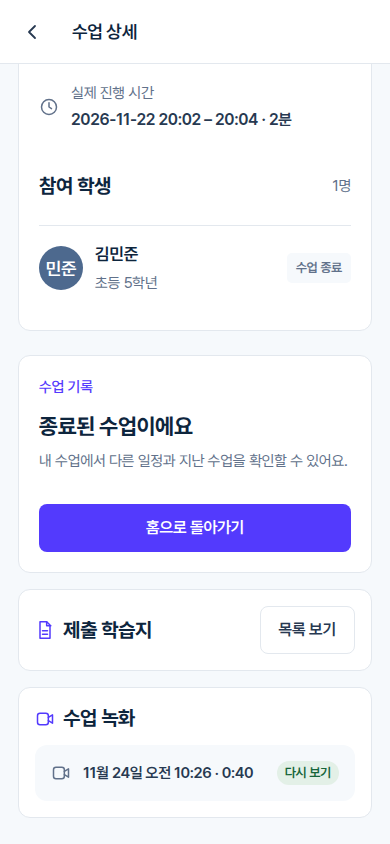 수업 상세
실제 진행 시간
2026-11-22 20:02 – 20:04 · 2분
참여 학생
1명
민준
김민준
초등 5학년
수업 종료
수업 기록
종료된 수업이에요
내 수업에서 다른 일정과 지난 수업을 확인할 수 있어요.
홈으로 돌아가기
제출 학습지
목록 보기
수업 녹화
11월 24일 오전 10:26 · 0:40
다시 보기